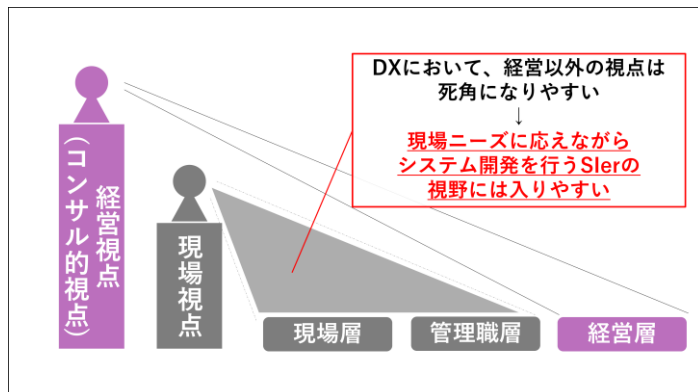 DXにおいて、経営以外の視点は
死角になりやすい
↓
現場ニーズに応えながら
システム開発を行うSIerの
視野には入りやすい
経営視点
(コンサル的視点)
現場視点
現場層
管理職層
経営層